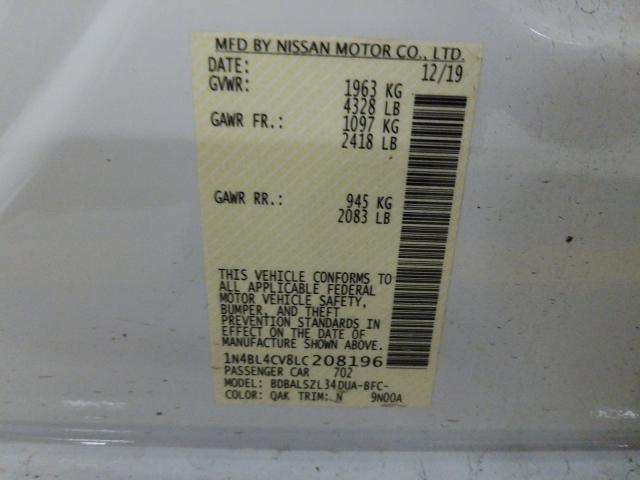 MFD BY NISSAN MOTOR CO., LTD.
DATE: 12/19
GVWR: 1963 KG
4328 LB
GAWR FR.: 1097 KG
2418 LB
GAWR RR.: 945 KG
2083 LB
THIS VEHICLE CONFORMS TO
ALL APPLICABLE FEDERAL
MOTOR VEHICLE SAFETY,
BUMPER, AND THEFT
PREVENTION STANDARDS IN
EFFECT ON THE DATE OF
MANUFACTURE SHOWN ABOVE.
1N4BL4CV8LC208196
PASSENGER CAR 702
MODEL: BDBALSZL34DUA-BFC-
COLOR: QAK TRIM: N 9N00A